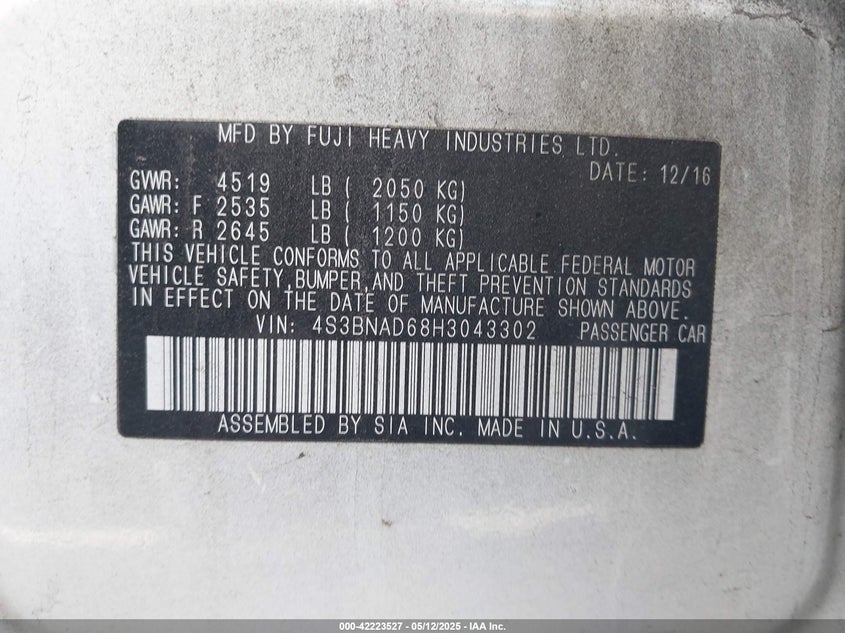 MFD BY FUJI HEAVY INDUSTRIES LTD.
DATE: 12/16
GVWR: 4519 LB ( 2050 KG)
GAWR: F 2535 LB ( 1150 KG)
GAWR: R 2645 LB ( 1200 KG)
THIS VEHICLE CONFORMS TO ALL APPLICABLE FEDERAL MOTOR
VEHICLE SAFETY,BUMPER,AND THEFT PREVENTION STANDARDS
IN EFFECT ON THE DATE OF MANUFACTURE SHOWN ABOVE.
VIN: 4S3BNAD68H3043302 PASSENGER CAR
ASSEMBLED BY SIA INC. MADE IN U.S.A.
000-42223527 - 05/12/2025 - IAA Inc.